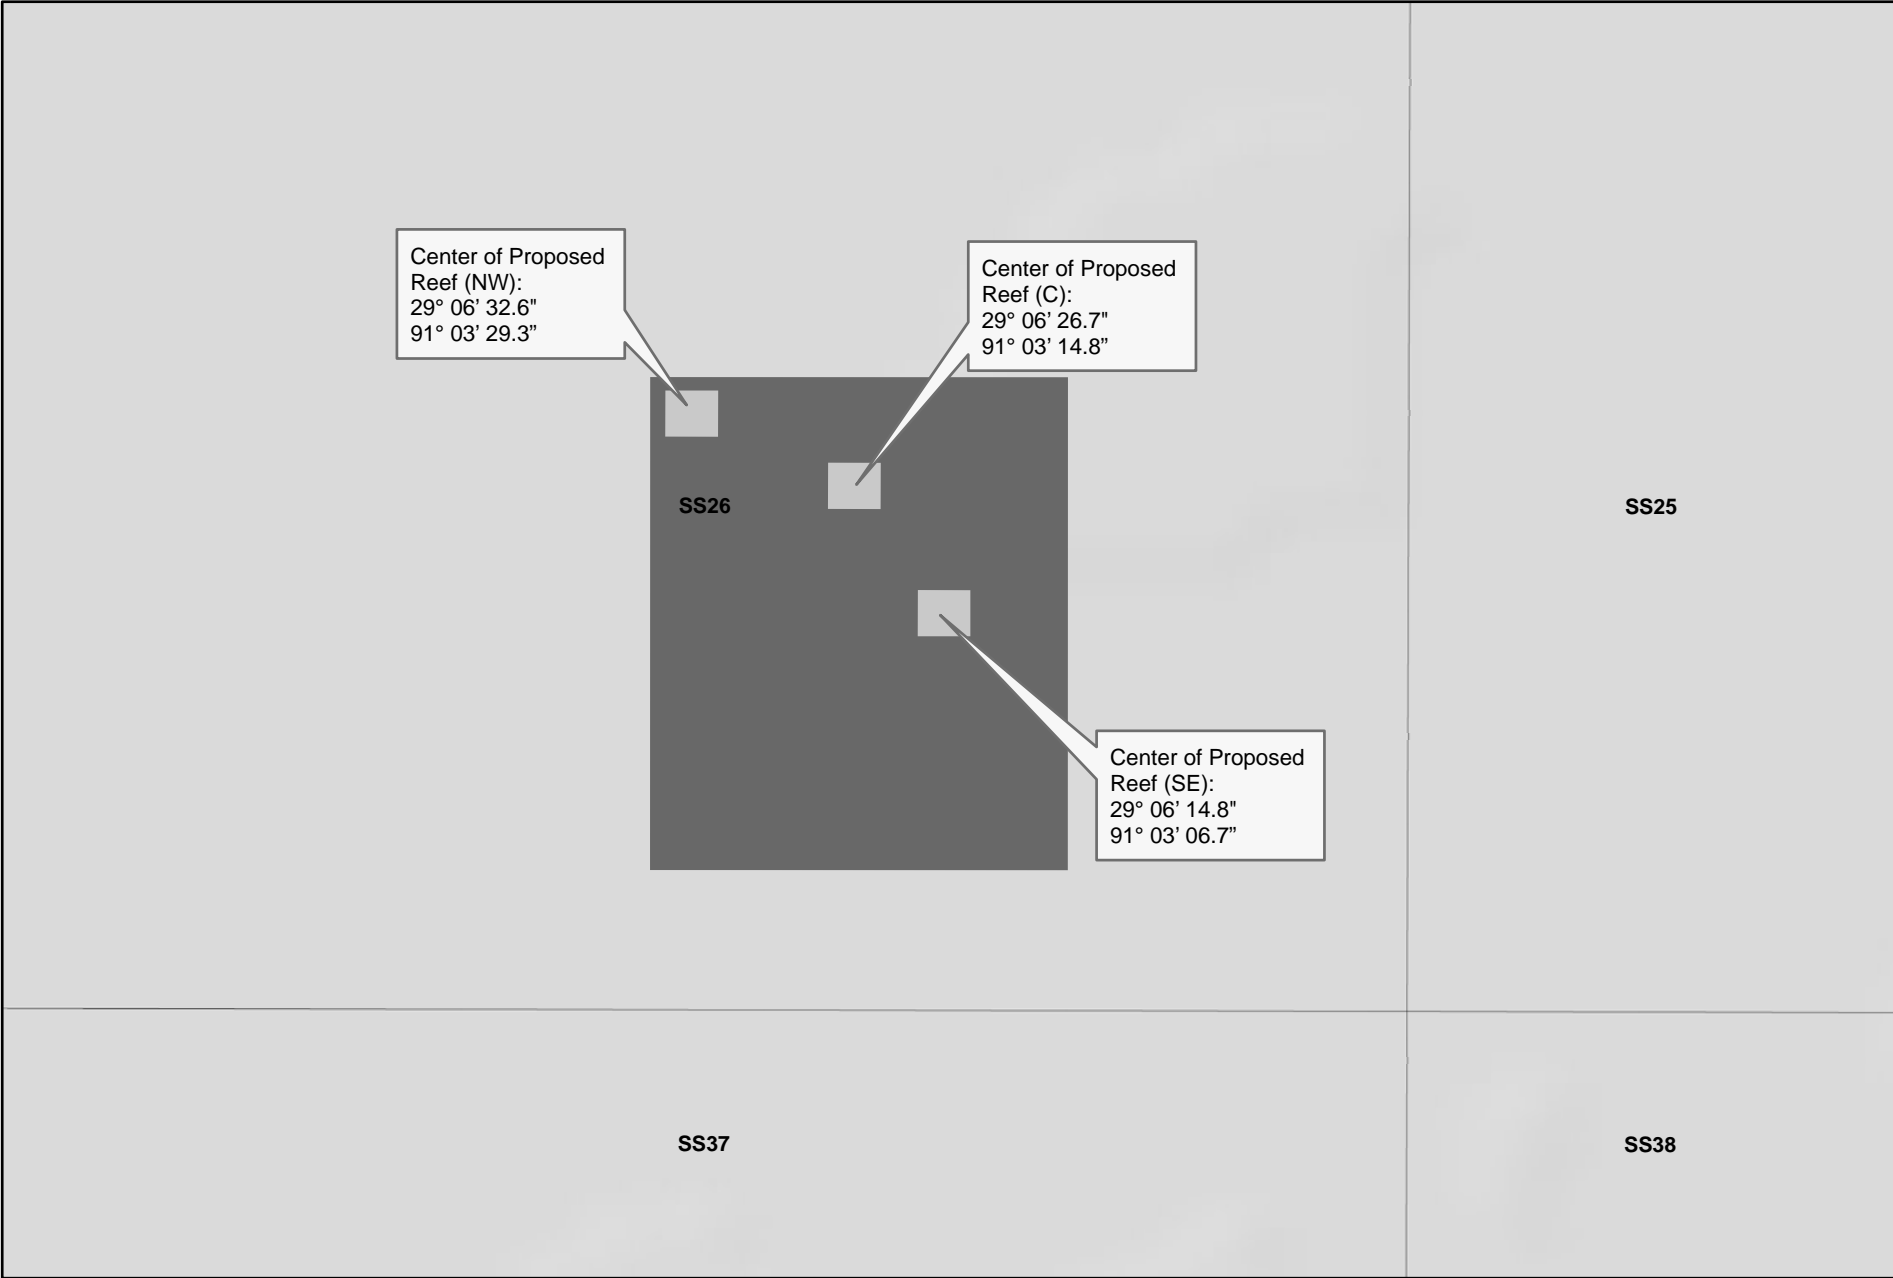 Center of Proposed
Reef (NW):
29° 06’ 32.6"
91° 03’ 29.3”
Center of Proposed
Reef (C):
29° 06’ 26.7"
91° 03’ 14.8”
SS26
SS25
Center of Proposed
Reef (SE):
29° 06’ 14.8"
91° 03’ 06.7”
SS37
SS38